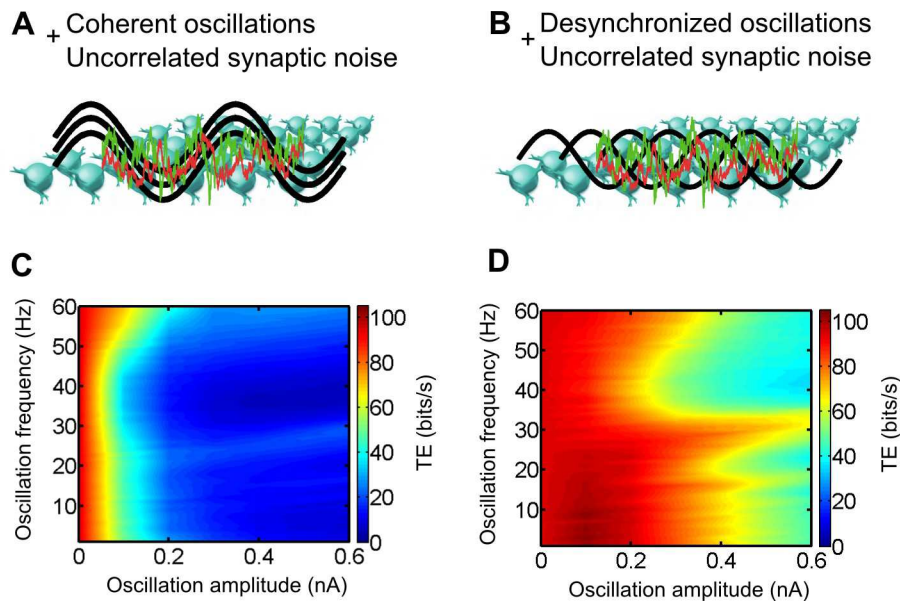 A
+ Coherent oscillations
Uncorrelated synaptic noise
B
+ Desynchronized oscillations
Uncorrelated synaptic noise
C
Oscillation frequency (Hz)
60
50
40
30
20
10
0
0.2
0.4
0.6
Oscillation amplitude (nA)
100
80
60
40
20
0
TE (bits/s)
D
Oscillation frequency (Hz)
60
50
40
30
20
10
0
0.2
0.4
0.6
Oscillation amplitude (nA)
100
80
60
40
20
0
TE (bits/s)